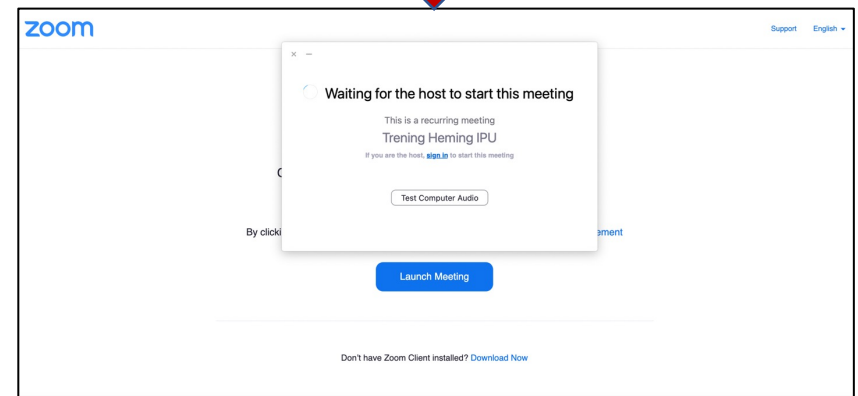 zoom
Support English
Waiting for the host to start this meeting
This is a recurring meeting
Trening Heming IPU
If you are the host, sign in to start this meeting
Test Computer Audio
By clicki
Launch Meeting
Don't have Zoom Client installed? Download Now